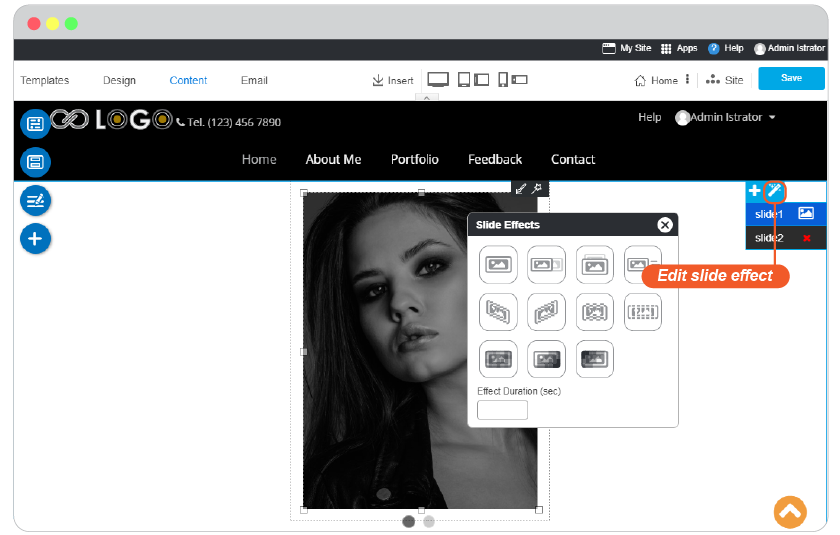 My Site Apps Help Admin Istrator
Templates Design Content Email Insert Home Site Save
LOGO Tel. (123) 456 7890 Help Admin Istrator
Home About Me Portfolio Feedback Contact
slide1
Slide Effects
slide2
Edit slide effect
Effect Duration (sec)